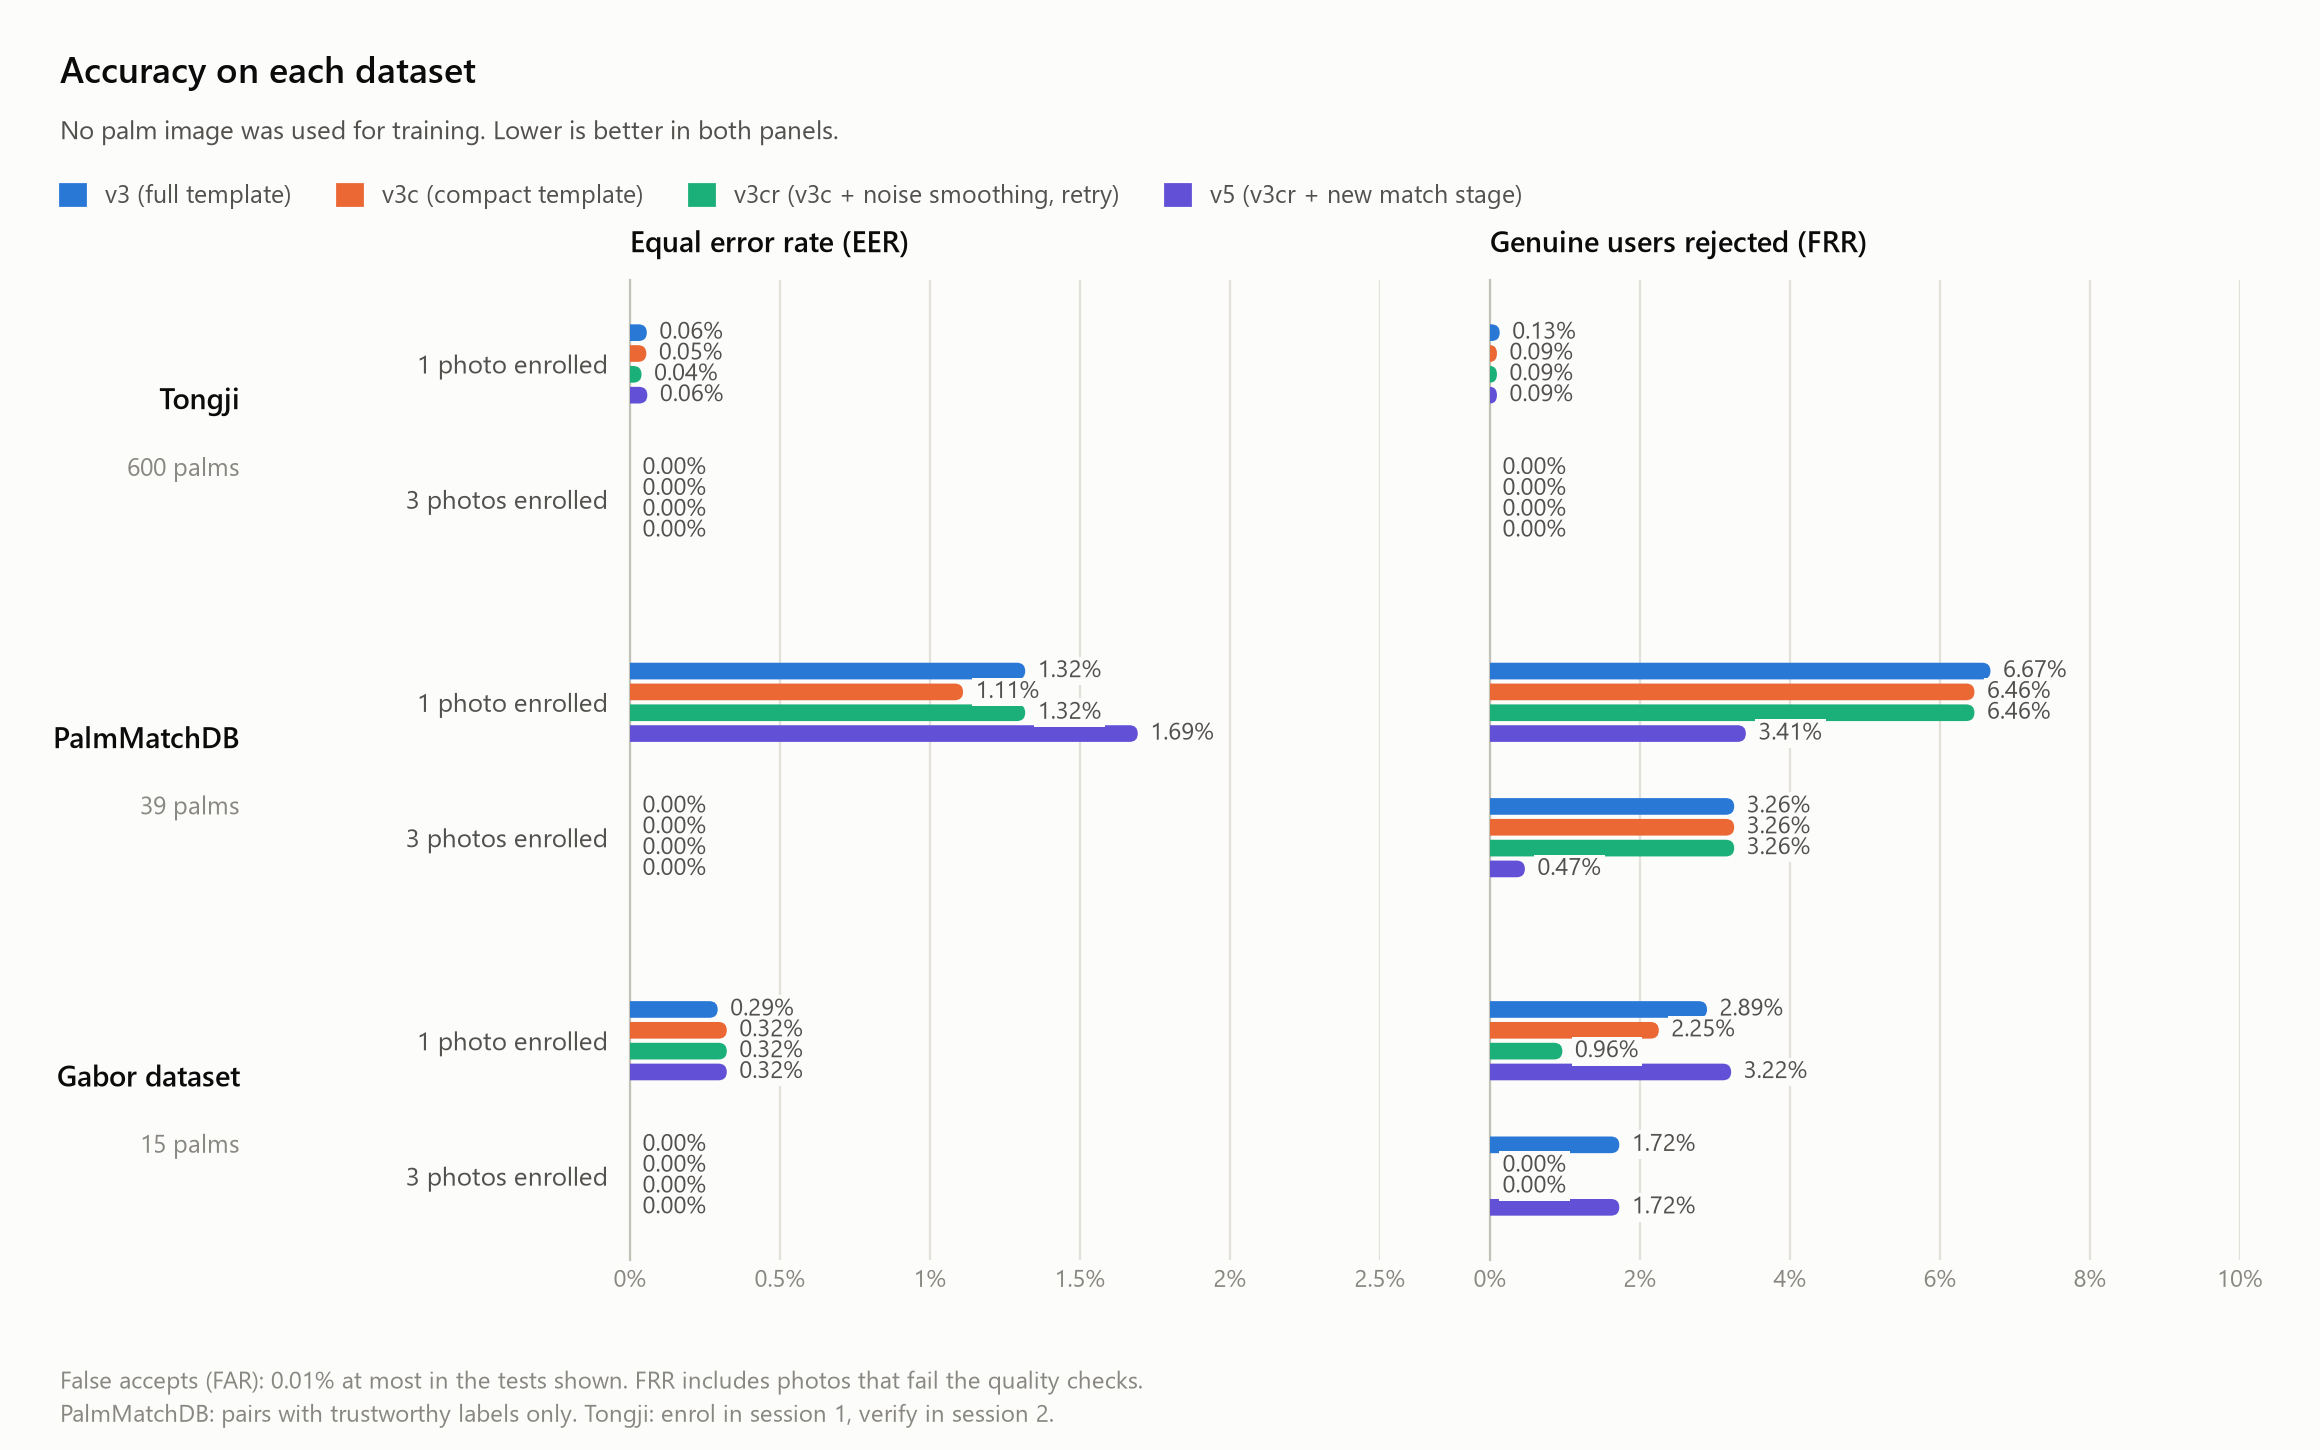 Accuracy on each dataset
No palm image was used for training. Lower is better in both panels.
v3 (full template) v3c (compact template) v3cr (v3c + noise smoothing, retry) v5 (v3cr + new match stage)
Equal error rate (EER) Genuine users rejected (FRR)
Tongji
600 palms
1 photo enrolled
0.06% 0.13%
0.05% 0.09%
0.04% 0.09%
0.06% 0.09%
3 photos enrolled
0.00% 0.00%
0.00% 0.00%
0.00% 0.00%
0.00% 0.00%
PalmMatchDB
39 palms
1 photo enrolled
1.32% 6.67%
1.11% 6.46%
1.32% 6.46%
1.69% 3.41%
3 photos enrolled
0.00% 3.26%
0.00% 3.26%
0.00% 3.26%
0.00% 0.47%
Gabor dataset
15 palms
1 photo enrolled
0.29% 2.89%
0.32% 2.25%
0.32% 0.96%
0.32% 3.22%
3 photos enrolled
0.00% 1.72%
0.00% 0.00%
0.00% 0.00%
0.00% 1.72%
0% 0.5% 1% 1.5% 2% 2.5% 0% 2% 4% 6% 8% 10%
False accepts (FAR): 0.01% at most in the tests shown. FRR includes photos that fail the quality checks.
PalmMatchDB: pairs with trustworthy labels only. Tongji: enrol in session 1, verify in session 2.